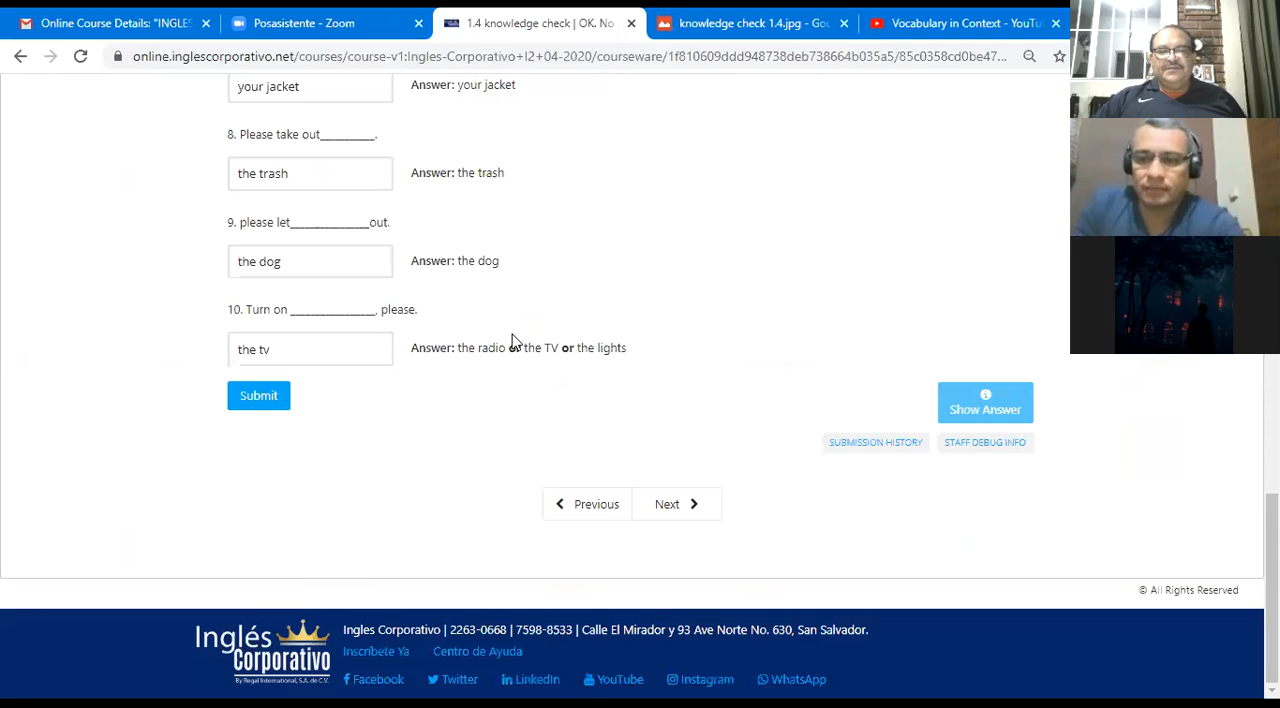 Online Course Details: "INGLES
Posasistente - Zoom
1.4 knowledge check | OK. No
knowledge check 1.4.jpg - Goo
Vocabulary in Context - YouTu
online.inglescorporativo.net/courses/course-v1:Ingles-Corporativo+I2+04-2020/courseware/1f810609ddd948738deb738664b035a5/85c0358cd0be47...
your jacket
Answer: your jacket
8. Please take out__________.
the trash
Answer: the trash
9. please let______________out.
the dog
Answer: the dog
10. Turn on _______________, please.
the tv
Answer: the radio or the TV or the lights
Submit
Show Answer
SUBMISSION HISTORY
STAFF DEBUG INFO
Previous
Next
© All Rights Reserved
Inglés Corporativo
By Regal International, S.A. de C.V.
Ingles Corporativo | 2263-0668 | 7598-8533 | Calle El Mirador y 93 Ave Norte No. 630, San Salvador.
Inscríbete Ya
Centro de Ayuda
Facebook
Twitter
LinkedIn
YouTube
Instagram
WhatsApp